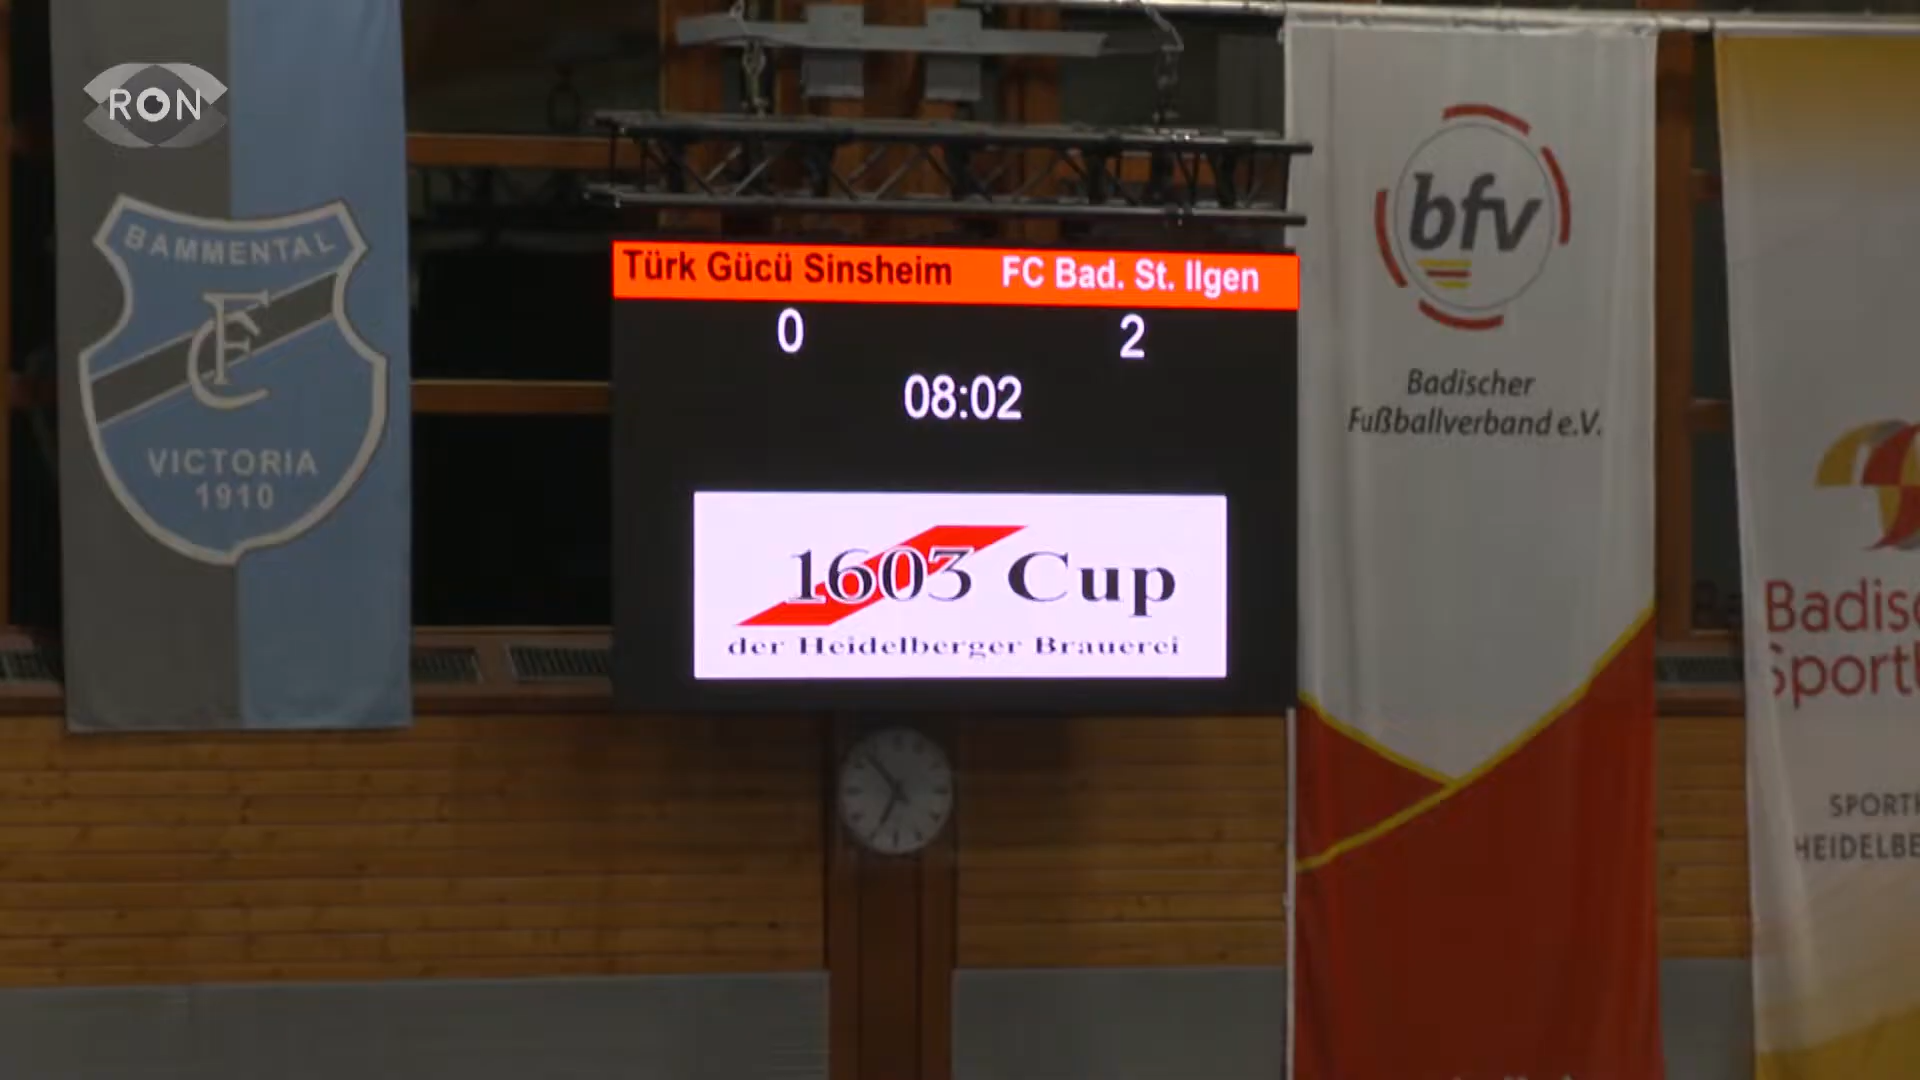 RON
BAMMENTAL
FC
VICTORIA
1910
Türk Gücü Sinsheim FC Bad. St. Ilgen
0 2
08:02
1603 Cup
der Heidelberger Brauerei
bfv
Badischer
Fußballverband e.V.